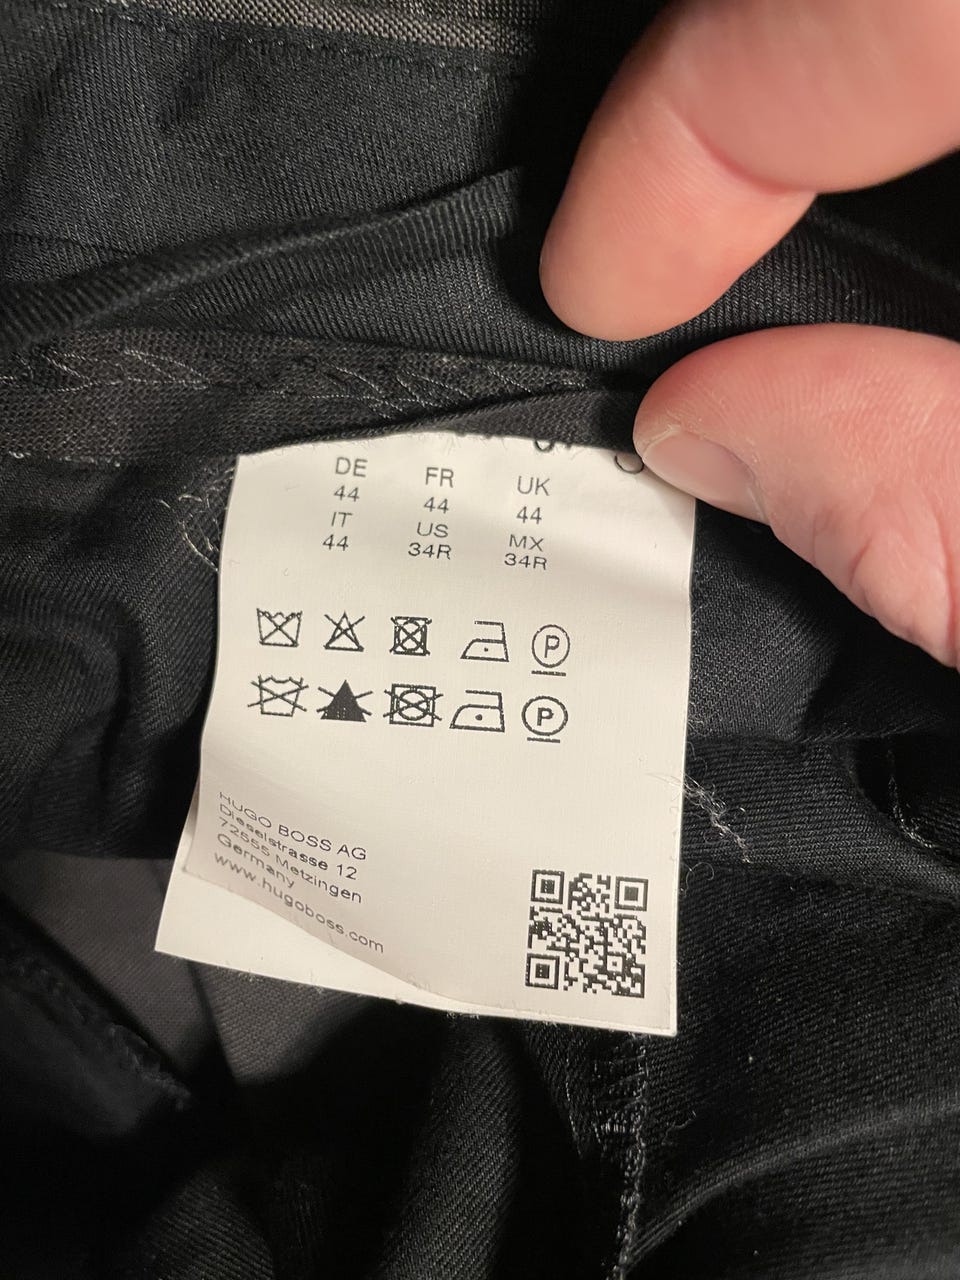 DE FR UK
44 44 44
IT US MX
44 34R 34R
P
P
HUGO BOSS AG
Dieselstrasse 12
72555 Metzingen
Germany
www.hugoboss.com